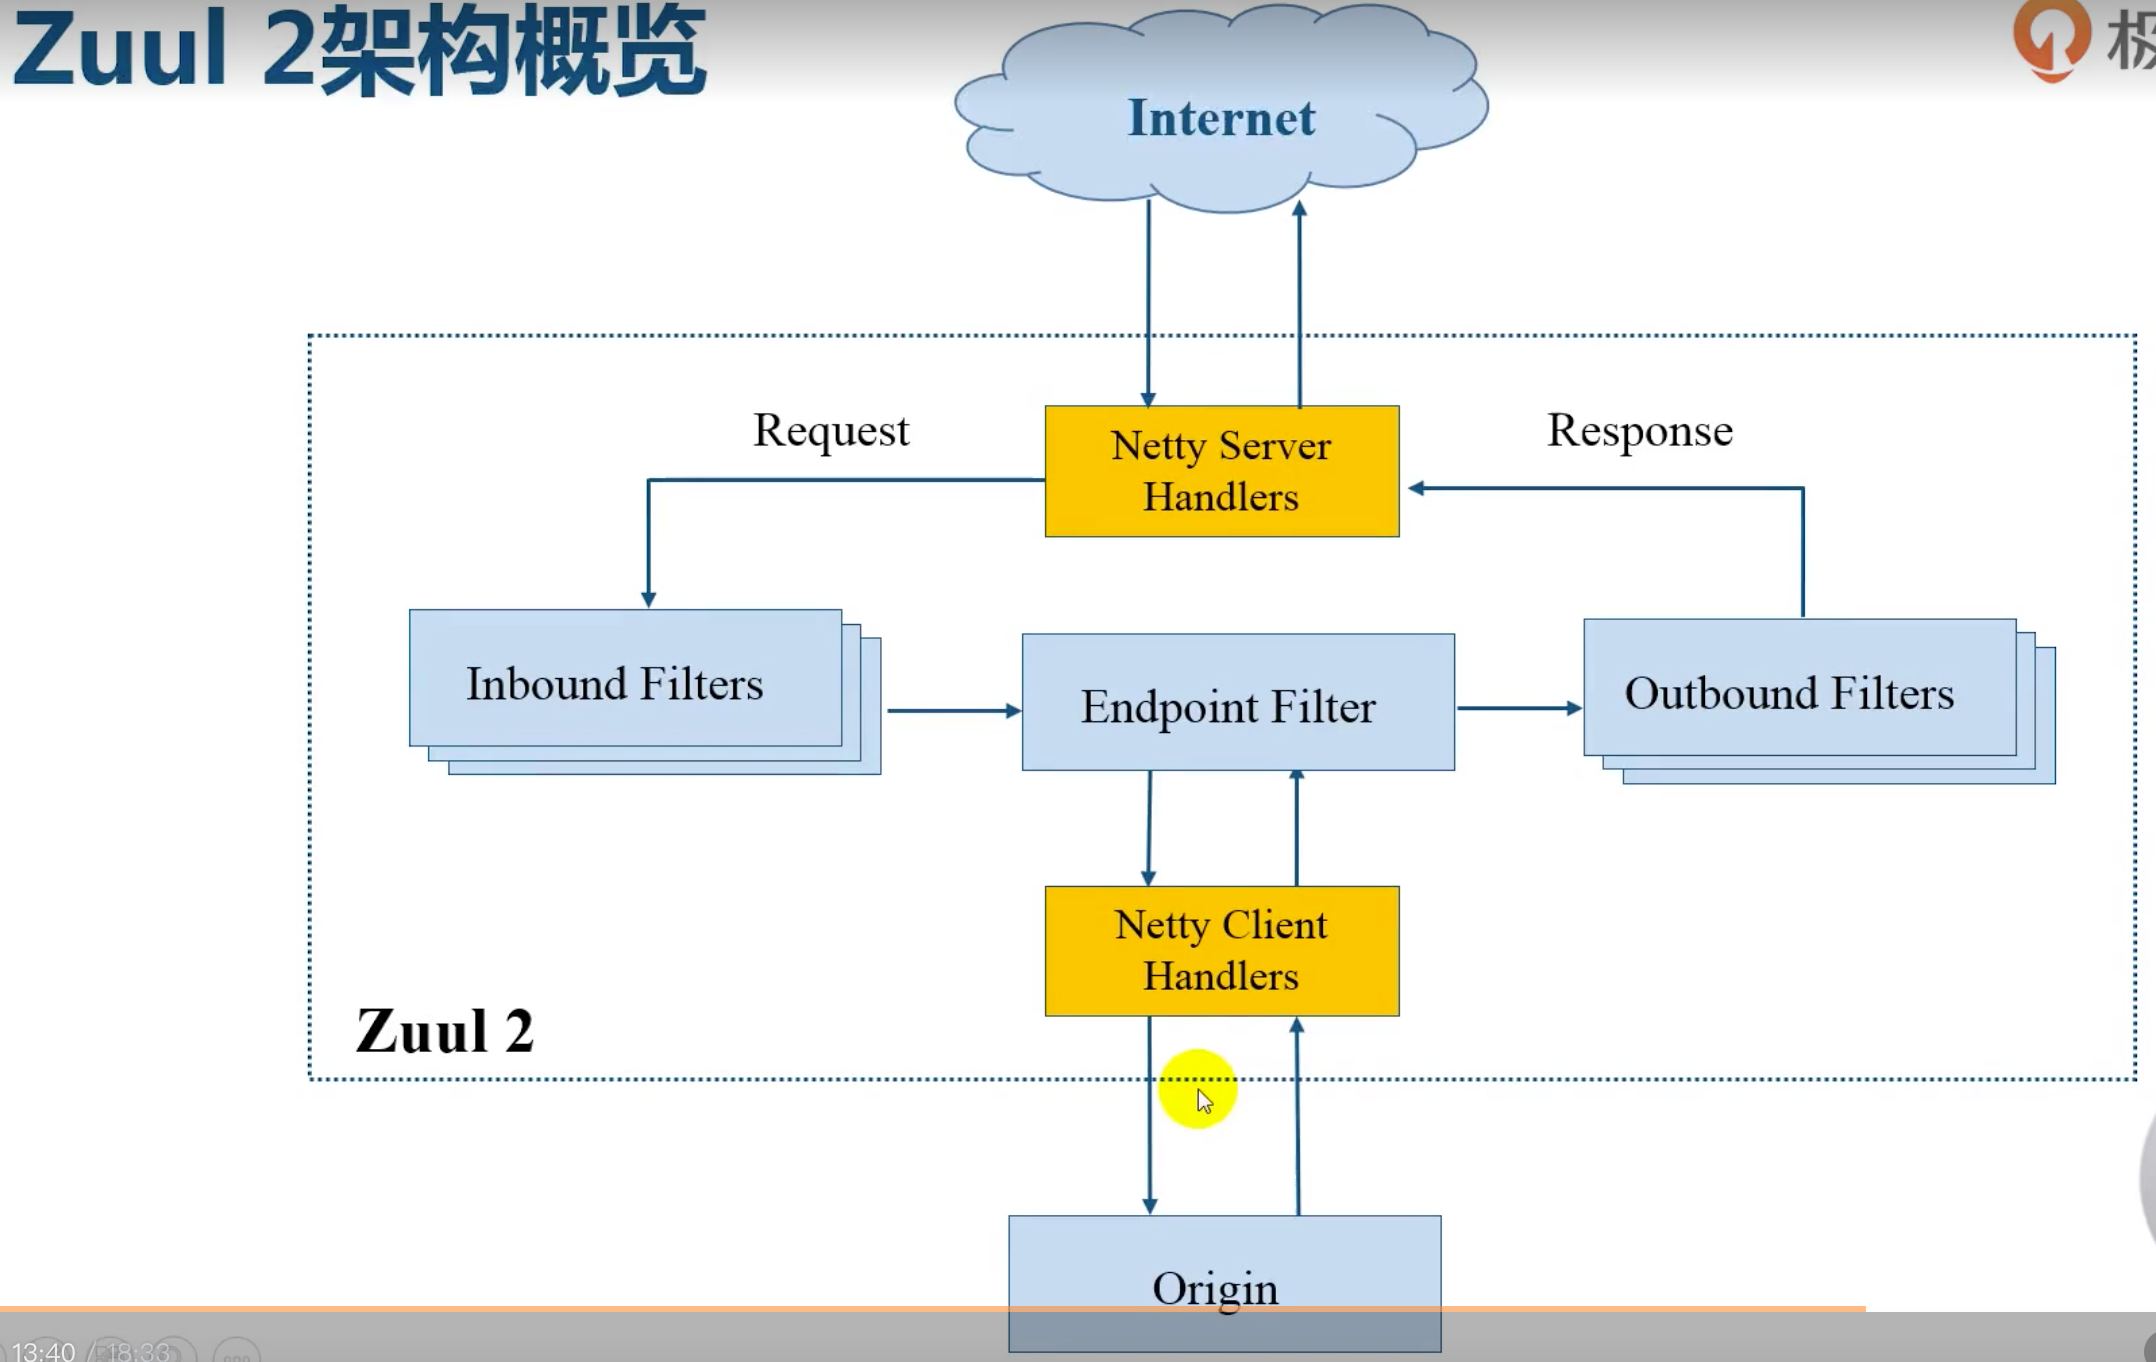 Zuul 2架构概览
极
Internet
Request
Netty Server
Handlers
Response
Inbound Filters
Endpoint Filter
Outbound Filters
Netty Client
Handlers
Zuul 2
Origin
13:40 / 18:33